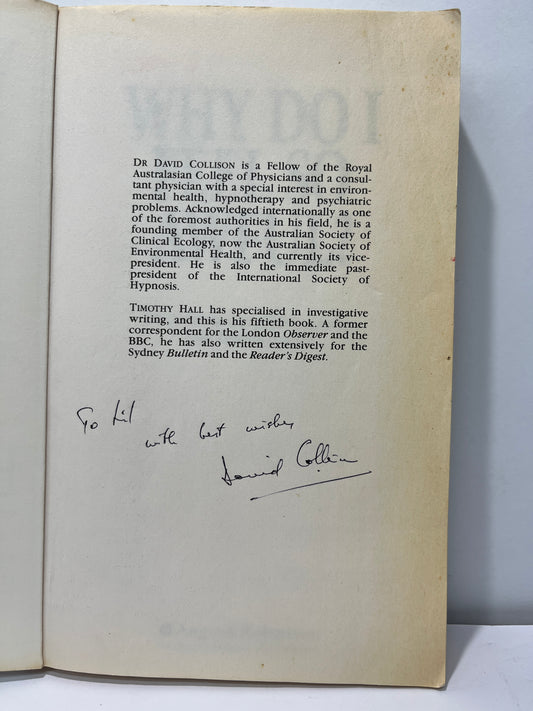 WHY DO I
DR DAVID COLLISON is a Fellow of the Royal
Australasian College of Physicians and a consul-
tant physician with a special interest in environ-
mental health, hypnotherapy and psychiatric
problems. Acknowledged internationally as one
of the foremost authorities in his field, he is a
founding member of the Australian Society of
Clinical Ecology, now the Australian Society of
Environmental Health, and currently its vice-
president. He is also the immediate past-
president of the International Society of
Hypnosis.
TIMOTHY HALL has specialised in investigative
writing, and this is his fiftieth book. A former
correspondent for the London Observer and the
BBC, he has also written extensively for the
Sydney Bulletin and the Reader's Digest.
To Lil
with best wishes
David Collison